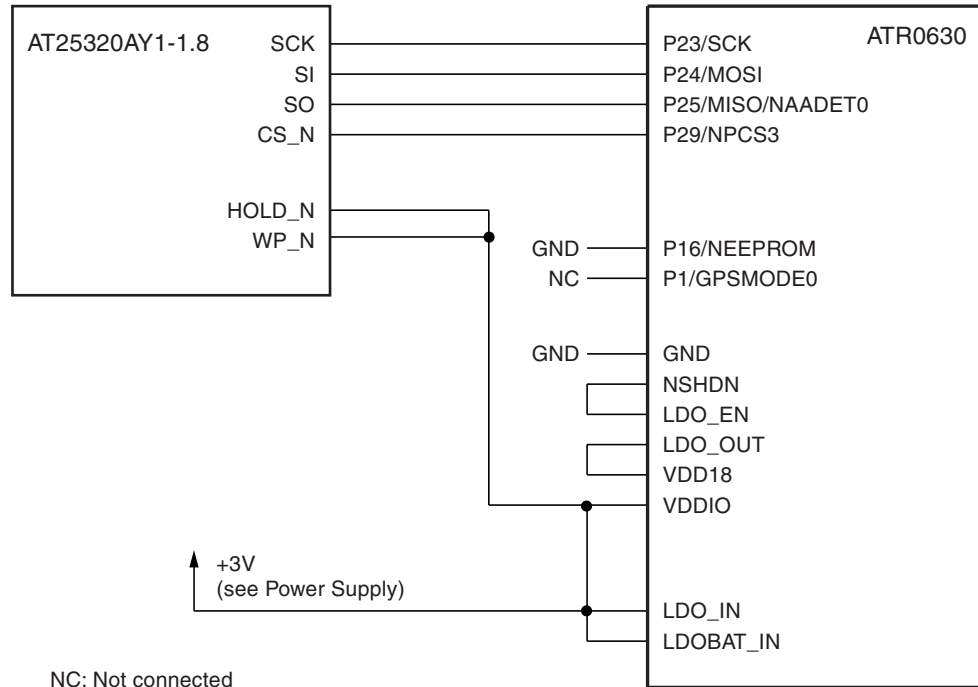 AT25320AY1-1.8
SCK
SI
SO
CS_N
HOLD_N
WP_N
ATR0630
P23/SCK
P24/MOSI
P25/MISO/NAADET0
P29/NPCS3
GND
P16/NEEPROM
NC
P1/GPSMODE0
GND
GND
NSHDN
LDO_EN
LDO_OUT
VDD18
VDDIO
+3V
(see Power Supply)
LDO_IN
LDOBAT_IN
NC: Not connected